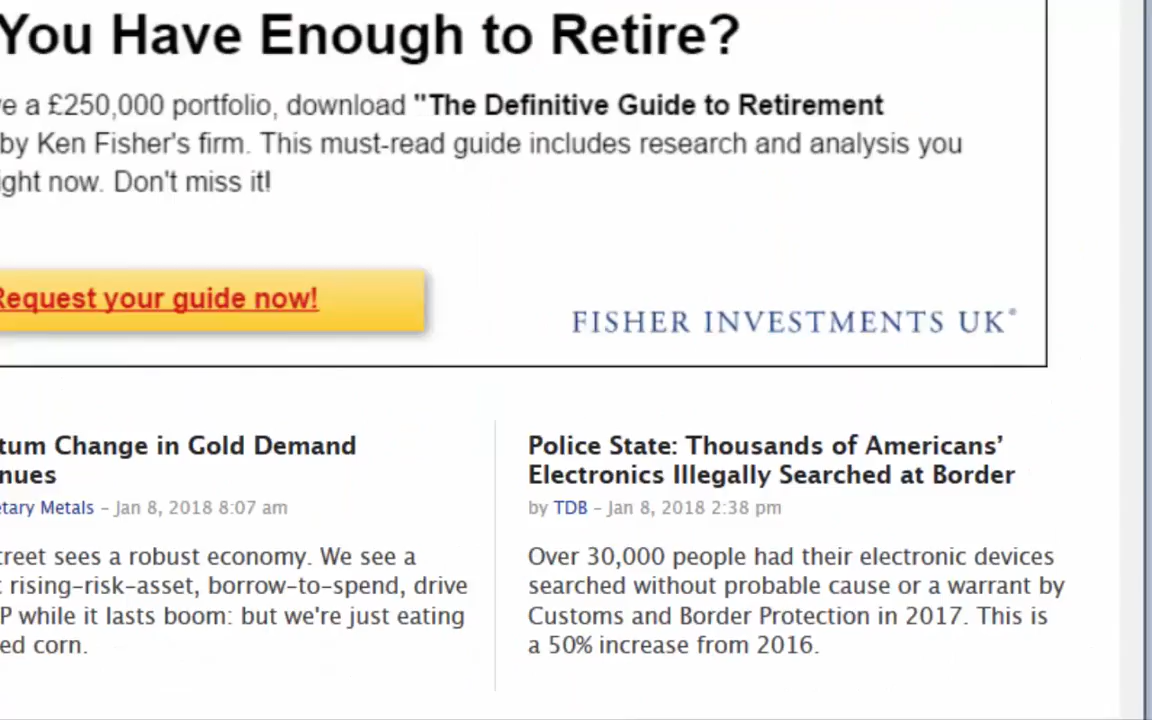 You Have Enough to Retire?
a £250,000 portfolio, download "The Definitive Guide to Retirement
by Ken Fisher's firm. This must-read guide includes research and analysis you
now. Don't miss it!
Request your guide now!
FISHER INVESTMENTS UK®
Change in Gold Demand
Metals – Jan 8, 2018 8:07 am
sees a robust economy. We see a
rising-risk-asset, borrow-to-spend, drive
while it lasts boom: but we're just eating
corn.
Police State: Thousands of Americans’
Electronics Illegally Searched at Border
by TDB – Jan 8, 2018 2:38 pm
Over 30,000 people had their electronic devices
searched without probable cause or a warrant by
Customs and Border Protection in 2017. This is
a 50% increase from 2016.